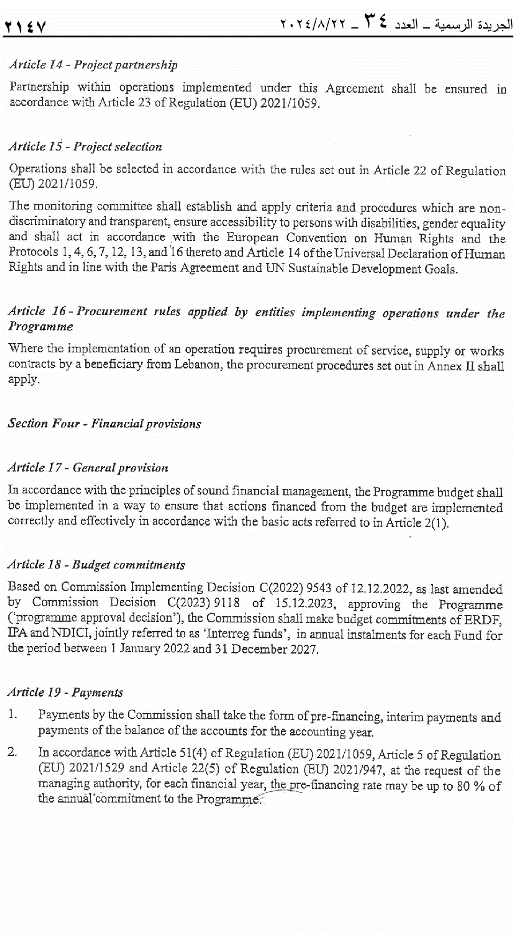 الجريدة الرسمية ــ العدد ٣٤ ــ ٢٠٢٤/٨/٢٢
٢١٤٧
Article 14 - Project partnership
Partnership within operations implemented under this Agreement shall be ensured in
accordance with Article 23 of Regulation (EU) 2021/1059.
Article 15 - Project selection
Operations shall be selected in accordance with the rules set out in Article 22 of Regulation
(EU) 2021/1059.
The monitoring committee shall establish and apply criteria and procedures which are non-
discriminatory and transparent, ensure accessibility to persons with disabilities, gender equality
and shall act in accordance with the European Convention on Human Rights and the
Protocols 1, 4, 6, 7, 12, 13, and 16 thereto and Article 14 of the Universal Declaration of Human
Rights and in line with the Paris Agreement and UN Sustainable Development Goals.
Article 16 - Procurement rules applied by entities implementing operations under the
Programme
Where the implementation of an operation requires procurement of service, supply or works
contracts by a beneficiary from Lebanon, the procurement procedures set out in Annex II shall
apply.
Section Four - Financial provisions
Article 17 - General provision
In accordance with the principles of sound financial management, the Programme budget shall
be implemented in a way to ensure that actions financed from the budget are implemented
correctly and effectively in accordance with the basic acts referred to in Article 2(1).
Article 18 - Budget commitments
Based on Commission Implementing Decision C(2022) 9543 of 12.12.2022, as last amended
by Commission Decision C(2023) 9118 of 15.12.2023, approving the Programme
('programme approval decision'), the Commission shall make budget commitments of ERDF,
IPA and NDICI, jointly referred to as 'Interreg funds', in annual instalments for each Fund for
the period between 1 January 2022 and 31 December 2027.
Article 19 - Payments
1. Payments by the Commission shall take the form of pre-financing, interim payments and
payments of the balance of the accounts for the accounting year.
2. In accordance with Article 51(4) of Regulation (EU) 2021/1059, Article 5 of Regulation
(EU) 2021/1529 and Article 22(5) of Regulation (EU) 2021/947, at the request of the
managing authority, for each financial year, the pre-financing rate may be up to 80 % of
the annual commitment to the Programme.